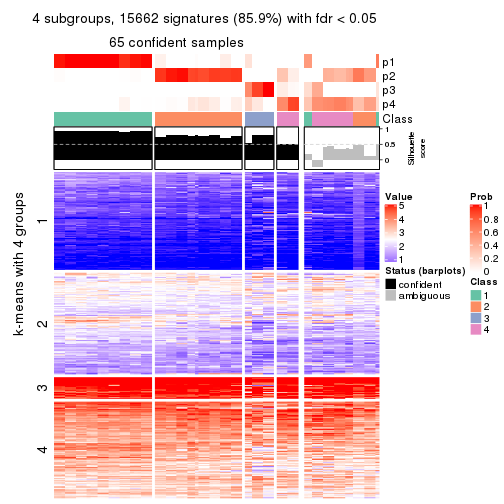 4 subgroups, 15662 signatures (85.9%) with fdr < 0.05
65 confident samples
p1
p2
p3
p4
Class
1
0.5
0
Silhouette
score
k-means with 4 groups
1
2
3
4
Value
5
4
3
2
1
Status (barplots)
confident
ambiguous
Prob
1
0.8
0.6
0.4
0.2
0
Class
1
2
3
4